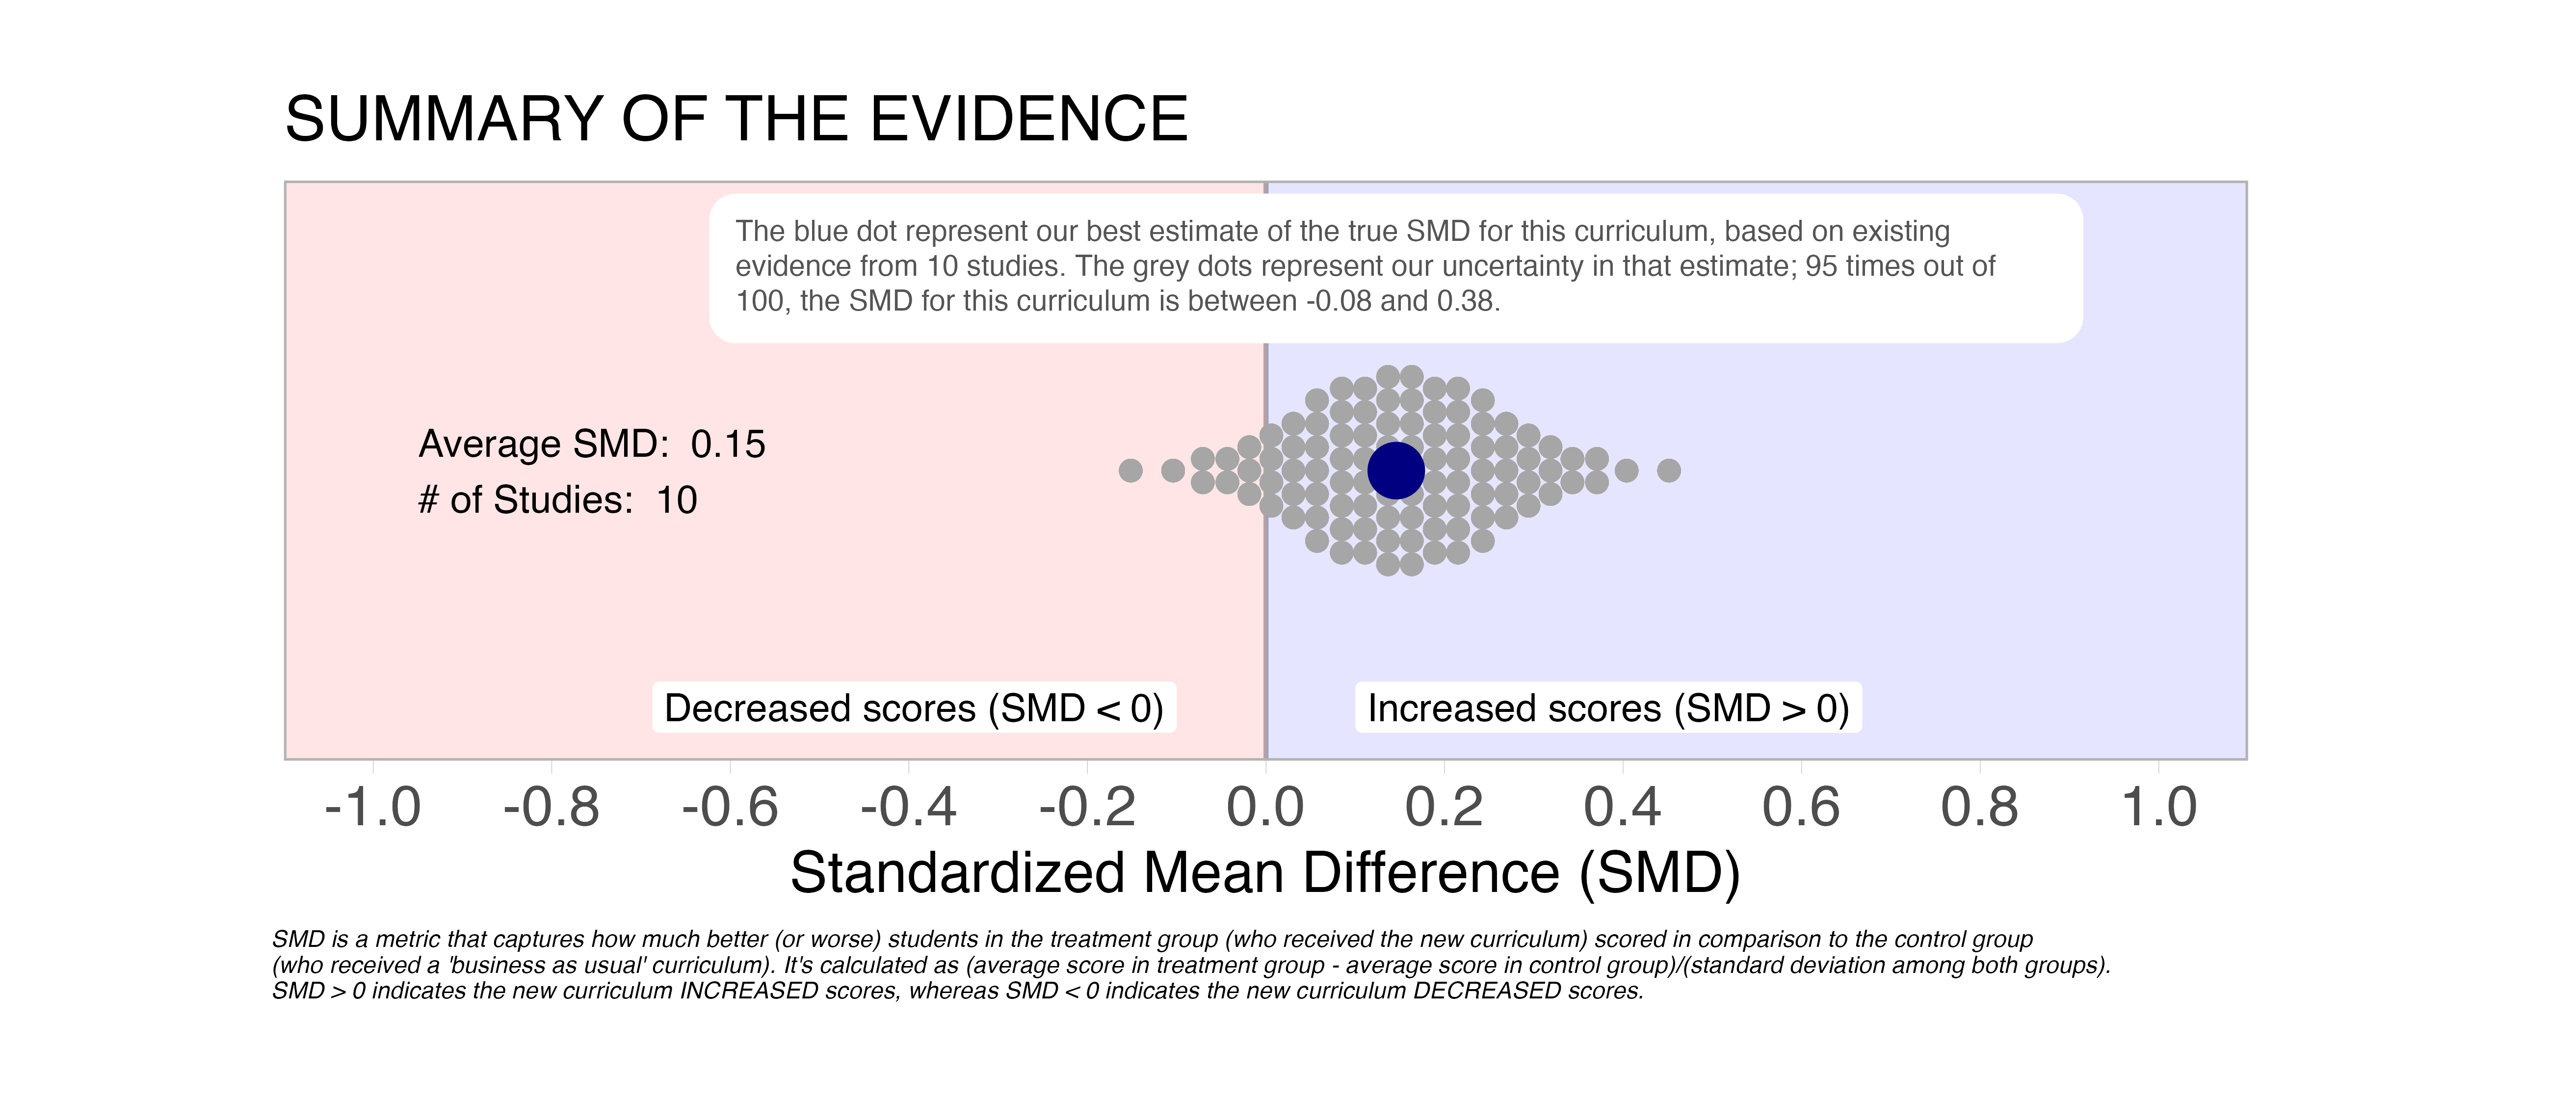 SUMMARY OF THE EVIDENCE
The blue dot represent our best estimate of the true SMD for this curriculum, based on existing
evidence from 10 studies. The grey dots represent our uncertainty in that estimate; 95 times out of
100, the SMD for this curriculum is between -0.08 and 0.38.
Average SMD: 0.15
# of Studies: 10
Decreased scores (SMD < 0) Increased scores (SMD > 0)
-1.0 -0.8 -0.6 -0.4 -0.2 0.0 0.2 0.4 0.6 0.8 1.0
Standardized Mean Difference (SMD)
SMD is a metric that captures how much better (or worse) students in the treatment group (who received the new curriculum) scored in comparison to the control group
(who received a 'business as usual' curriculum). It's calculated as (average score in treatment group - average score in control group)/(standard deviation among both groups).
SMD > 0 indicates the new curriculum INCREASED scores, whereas SMD < 0 indicates the new curriculum DECREASED scores.